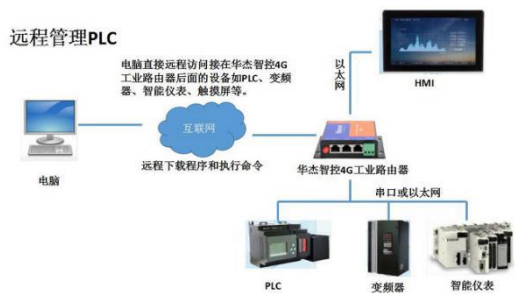 远程管理PLC
电脑直接远程访问接在华杰智控4G
工业路由器后面的设备如PLC、变频
器、智能仪表、触摸屏等。
以太网
HMI
互联网
远程下载程序和执行命令
华杰智控4G工业路由器
电脑
串口或以太网
PLC
变频器
智能仪表